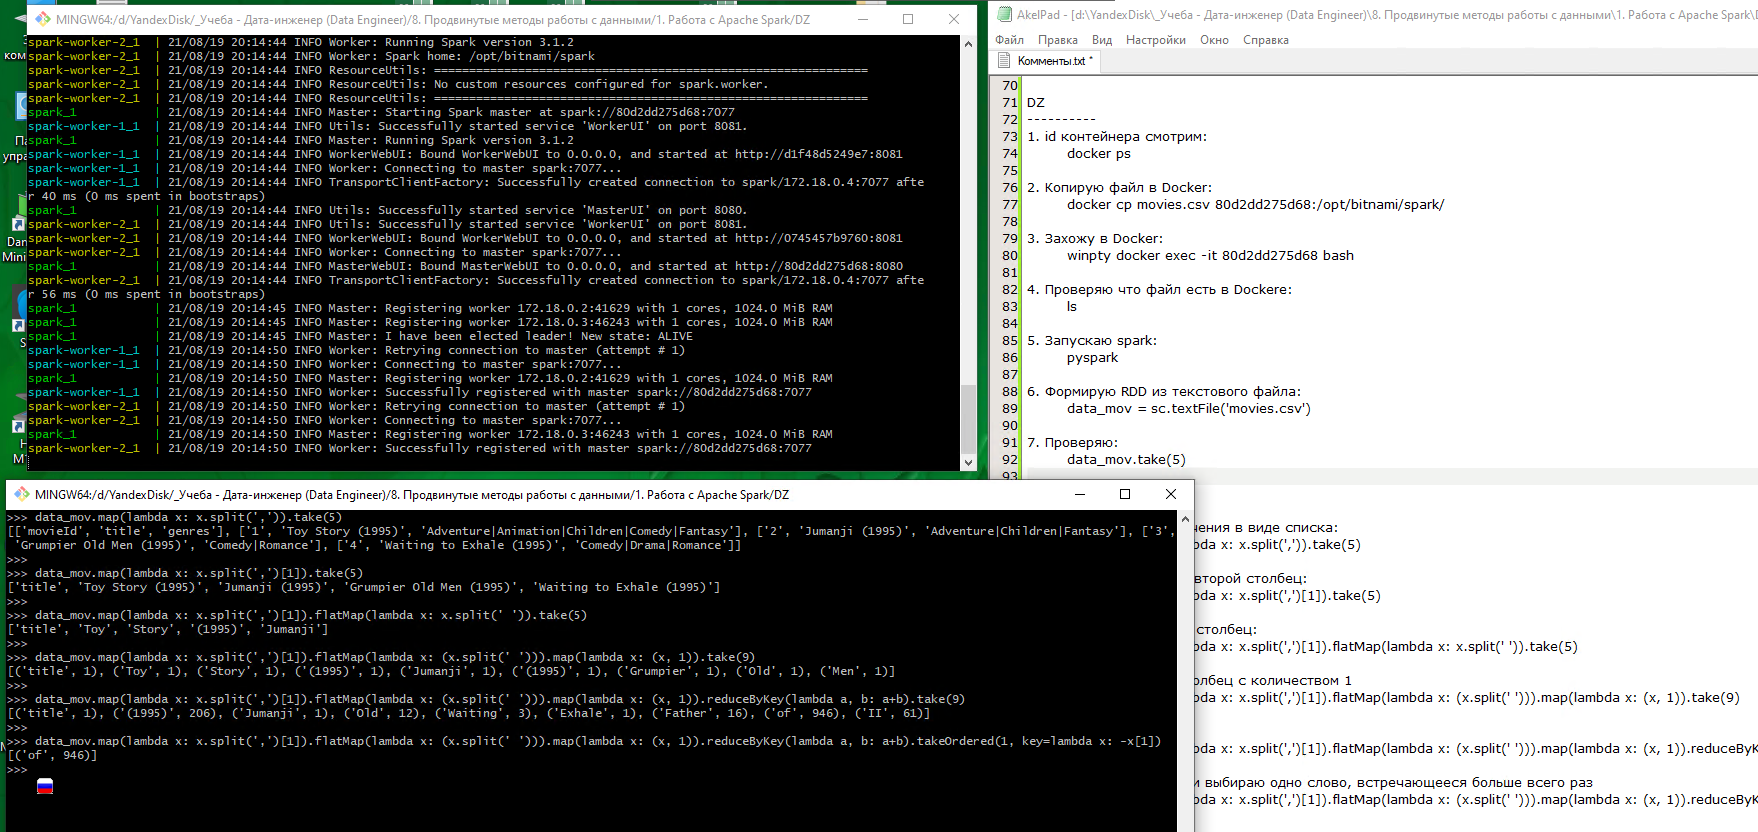 MINGW64:/d/YandexDisk/_Учеба - Дата-инженер (Data Engineer)/8. Продвинутые методы работы с данными/1. Работа с Apache Spark/DZ
spark-worker-2_1  | 21/08/19 20:14:44 INFO Worker: Running Spark version 3.1.2
spark-worker-2_1  | 21/08/19 20:14:44 INFO Worker: Spark home: /opt/bitnami/spark
spark-worker-2_1  | 21/08/19 20:14:44 INFO ResourceUtils: ==============================================================
spark-worker-2_1  | 21/08/19 20:14:44 INFO ResourceUtils: No custom resources configured for spark.worker.
spark-worker-2_1  | 21/08/19 20:14:44 INFO ResourceUtils: ==============================================================
spark_1           | 21/08/19 20:14:44 INFO Master: Starting Spark master at spark://80d2dd275d68:7077
spark-worker-1_1  | 21/08/19 20:14:44 INFO Utils: Successfully started service 'WorkerUI' on port 8081.
spark_1           | 21/08/19 20:14:44 INFO Master: Running Spark version 3.1.2
spark-worker-1_1  | 21/08/19 20:14:44 INFO WorkerWebUI: Bound WorkerWebUI to 0.0.0.0, and started at http://d1f48d5249e7:8081
spark-worker-1_1  | 21/08/19 20:14:44 INFO Worker: Connecting to master spark:7077...
spark-worker-1_1  | 21/08/19 20:14:44 INFO TransportClientFactory: Successfully created connection to spark/172.18.0.4:7077 afte
r 40 ms (0 ms spent in bootstraps)
spark_1           | 21/08/19 20:14:44 INFO Utils: Successfully started service 'MasterUI' on port 8080.
spark-worker-2_1  | 21/08/19 20:14:44 INFO Utils: Successfully started service 'WorkerUI' on port 8081.
spark-worker-2_1  | 21/08/19 20:14:44 INFO WorkerWebUI: Bound WorkerWebUI to 0.0.0.0, and started at http://0745457b9760:8081
spark-worker-2_1  | 21/08/19 20:14:44 INFO Worker: Connecting to master spark:7077...
spark_1           | 21/08/19 20:14:44 INFO MasterWebUI: Bound MasterWebUI to 0.0.0.0, and started at http://80d2dd275d68:8080
spark-worker-2_1  | 21/08/19 20:14:44 INFO TransportClientFactory: Successfully created connection to spark/172.18.0.4:7077 afte
r 56 ms (0 ms spent in bootstraps)
spark_1           | 21/08/19 20:14:45 INFO Master: Registering worker 172.18.0.2:41629 with 1 cores, 1024.0 MiB RAM
spark_1           | 21/08/19 20:14:45 INFO Master: Registering worker 172.18.0.3:46243 with 1 cores, 1024.0 MiB RAM
spark_1           | 21/08/19 20:14:45 INFO Master: I have been elected leader! New state: ALIVE
spark-worker-1_1  | 21/08/19 20:14:50 INFO Worker: Retrying connection to master (attempt # 1)
spark-worker-1_1  | 21/08/19 20:14:50 INFO Worker: Connecting to master spark:7077...
spark_1           | 21/08/19 20:14:50 INFO Master: Registering worker 172.18.0.2:41629 with 1 cores, 1024.0 MiB RAM
spark-worker-1_1  | 21/08/19 20:14:50 INFO Worker: Successfully registered with master spark://80d2dd275d68:7077
spark-worker-2_1  | 21/08/19 20:14:50 INFO Worker: Retrying connection to master (attempt # 1)
spark-worker-2_1  | 21/08/19 20:14:50 INFO Worker: Connecting to master spark:7077...
spark_1           | 21/08/19 20:14:50 INFO Master: Registering worker 172.18.0.3:46243 with 1 cores, 1024.0 MiB RAM
spark-worker-2_1  | 21/08/19 20:14:50 INFO Worker: Successfully registered with master spark://80d2dd275d68:7077
AkelPad - [d:\YandexDisk\_Учеба - Дата-инженер (Data Engineer)\8. Продвинутые методы работы с данными\1. Работа с Apache Spark\D
Файл Правка Вид Настройки Окно Справка
Комменты.txt *
70
71 DZ
72 ----------
73 1. id контейнера смотрим:
74 docker ps
75
76 2. Копирую файл в Docker:
77 docker cp movies.csv 80d2dd275d68:/opt/bitnami/spark/
78
79 3. Захожу в Docker:
80 winpty docker exec -it 80d2dd275d68 bash
81
82 4. Проверяю что файл есть в Dockere:
83 ls
84
85 5. Запускаю spark:
86 pyspark
87
88 6. Формирую RDD из текстового файла:
89 data_mov = sc.textFile('movies.csv')
90
91 7. Проверяю:
92 data_mov.take(5)
93
MINGW64:/d/YandexDisk/_Учеба - Дата-инженер (Data Engineer)/8. Продвинутые методы работы с данными/1. Работа с Apache Spark/DZ
>>> data_mov.map(lambda x: x.split(',')).take(5)
[['movieId', 'title', 'genres'], ['1', 'Toy Story (1995)', 'Adventure|Animation|Children|Comedy|Fantasy'], ['2', 'Jumanji (1995)', 'Adventure|Children|Fantasy'], ['3',
 'Grumpier Old Men (1995)', 'Comedy|Romance'], ['4', 'Waiting to Exhale (1995)', 'Comedy|Drama|Romance']]
>>>
>>> data_mov.map(lambda x: x.split(',')[1]).take(5)
['title', 'Toy Story (1995)', 'Jumanji (1995)', 'Grumpier Old Men (1995)', 'Waiting to Exhale (1995)']
>>>
>>> data_mov.map(lambda x: x.split(',')[1]).flatMap(lambda x: x.split(' ')).take(5)
['title', 'Toy', 'Story', '(1995)', 'Jumanji']
>>>
>>> data_mov.map(lambda x: x.split(',')[1]).flatMap(lambda x: (x.split(' '))).map(lambda x: (x, 1)).take(9)
[('title', 1), ('Toy', 1), ('Story', 1), ('(1995)', 1), ('Jumanji', 1), ('(1995)', 1), ('Grumpier', 1), ('Old', 1), ('Men', 1)]
>>>
>>> data_mov.map(lambda x: x.split(',')[1]).flatMap(lambda x: (x.split(' '))).map(lambda x: (x, 1)).reduceByKey(lambda a, b: a+b).take(9)
[('title', 1), ('(1995)', 206), ('Jumanji', 1), ('Old', 12), ('Waiting', 3), ('Exhale', 1), ('Father', 16), ('of', 946), ('II', 61)]
>>>
>>> data_mov.map(lambda x: x.split(',')[1]).flatMap(lambda x: (x.split(' '))).map(lambda x: (x, 1)).reduceByKey(lambda a, b: a+b).takeOrdered(1, key=lambda x: -x[1])
[('of', 946)]
>>>
чения в виде списка:
bda x: x.split(',')).take(5)
второй столбец:
bda x: x.split(',')[1]).take(5)
столбец:
bda x: x.split(',')[1]).flatMap(lambda x: x.split(' ')).take(5)
олбец с количеством 1
bda x: x.split(',')[1]).flatMap(lambda x: (x.split(' '))).map(lambda x: (x, 1)).take(9)
bda x: x.split(',')[1]).flatMap(lambda x: (x.split(' '))).map(lambda x: (x, 1)).reduceByK
и выбираю одно слово, встречающееся больше всего раз
bda x: x.split(',')[1]).flatMap(lambda x: (x.split(' '))).map(lambda x: (x, 1)).reduceByK